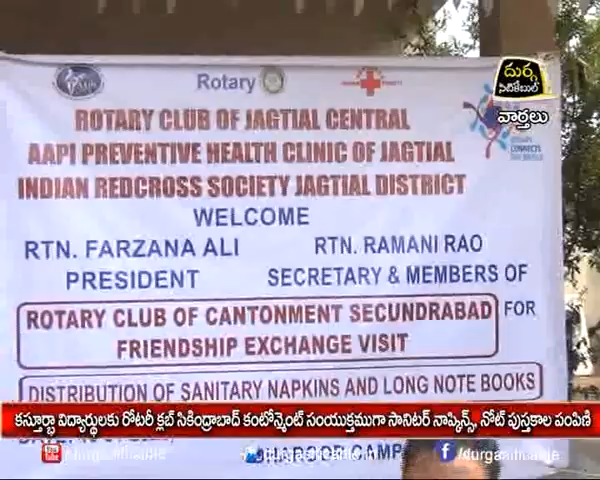 Rotary
దుర్గ
సిటికేబుల్
వార్తలు
ROTARY CLUB OF JAGTIAL CENTRAL
AAPI PREVENTIVE HEALTH CLINIC OF JAGTIAL
INDIAN REDCROSS SOCIETY JAGTIAL DISTRICT
WELCOME
RTN. FARZANA ALI
RTN. RAMANI RAO
PRESIDENT
SECRETARY & MEMBERS OF
ROTARY CLUB OF CANTONMENT SECUNDRABAD FOR
FRIENDSHIP EXCHANGE VISIT
DISTRIBUTION OF SANITARY NAPKINS AND LONG NOTE BOOKS
కస్తూర్బా విద్యార్థులకు రోటరీ క్లబ్ సికింద్రాబాద్ కంటోన్మెంట్ సంయుక్తముగా సానిటర్ నాప్కిన్స్, నోట్ పుస్తకాల పంపిణి